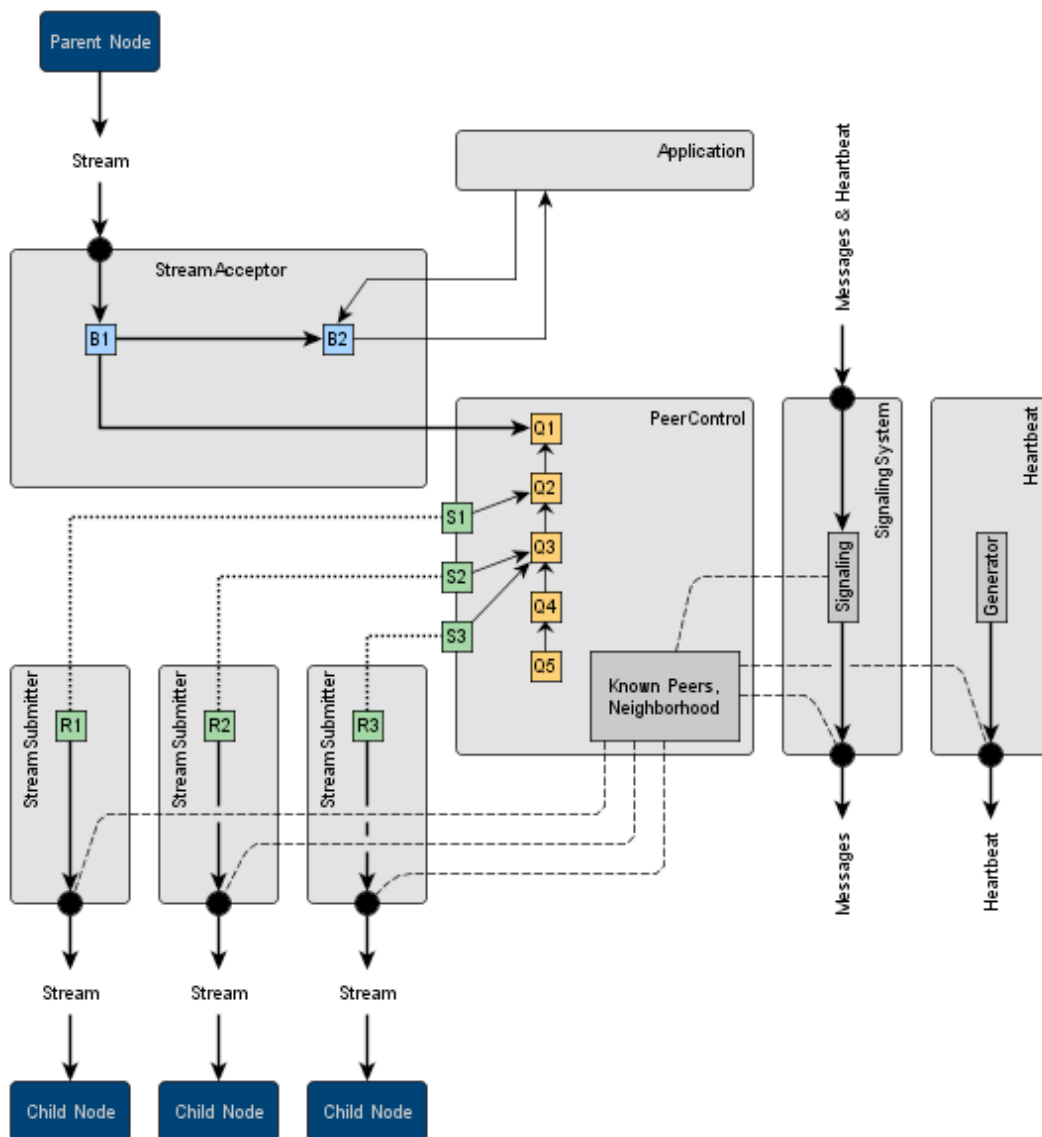 Parent Node
Stream
Application
Messages & Heartbeat
StreamAcceptor
B1
B2
PeerControl
SignalingSystem
Heartbeat
Q1
Q2
S1
Q3
S2
Signaling
Generator
Q4
S3
Q5
Known Peers,
Neighborhood
StreamSubmitter
StreamSubmitter
StreamSubmitter
R1
R2
R3
Messages
Heartbeat
Stream
Stream
Stream
Child Node
Child Node
Child Node